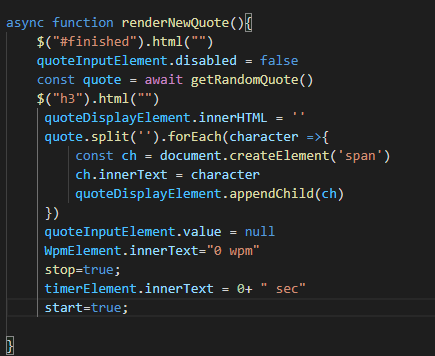 async function renderNewQuote(){
$("#finished").html("")
quoteInputElement.disabled = false
const quote = await getRandomQuote()
$("h3").html("")
quoteDisplayElement.innerHTML = ''
quote.split('').forEach(character =>{
const ch = document.createElement('span')
ch.innerText = character
quoteDisplayElement.appendChild(ch)
})
quoteInputElement.value = null
WpmElement.innerText="0 wpm"
stop=true;
timerElement.innerText = 0+ " sec"
start=true;
}